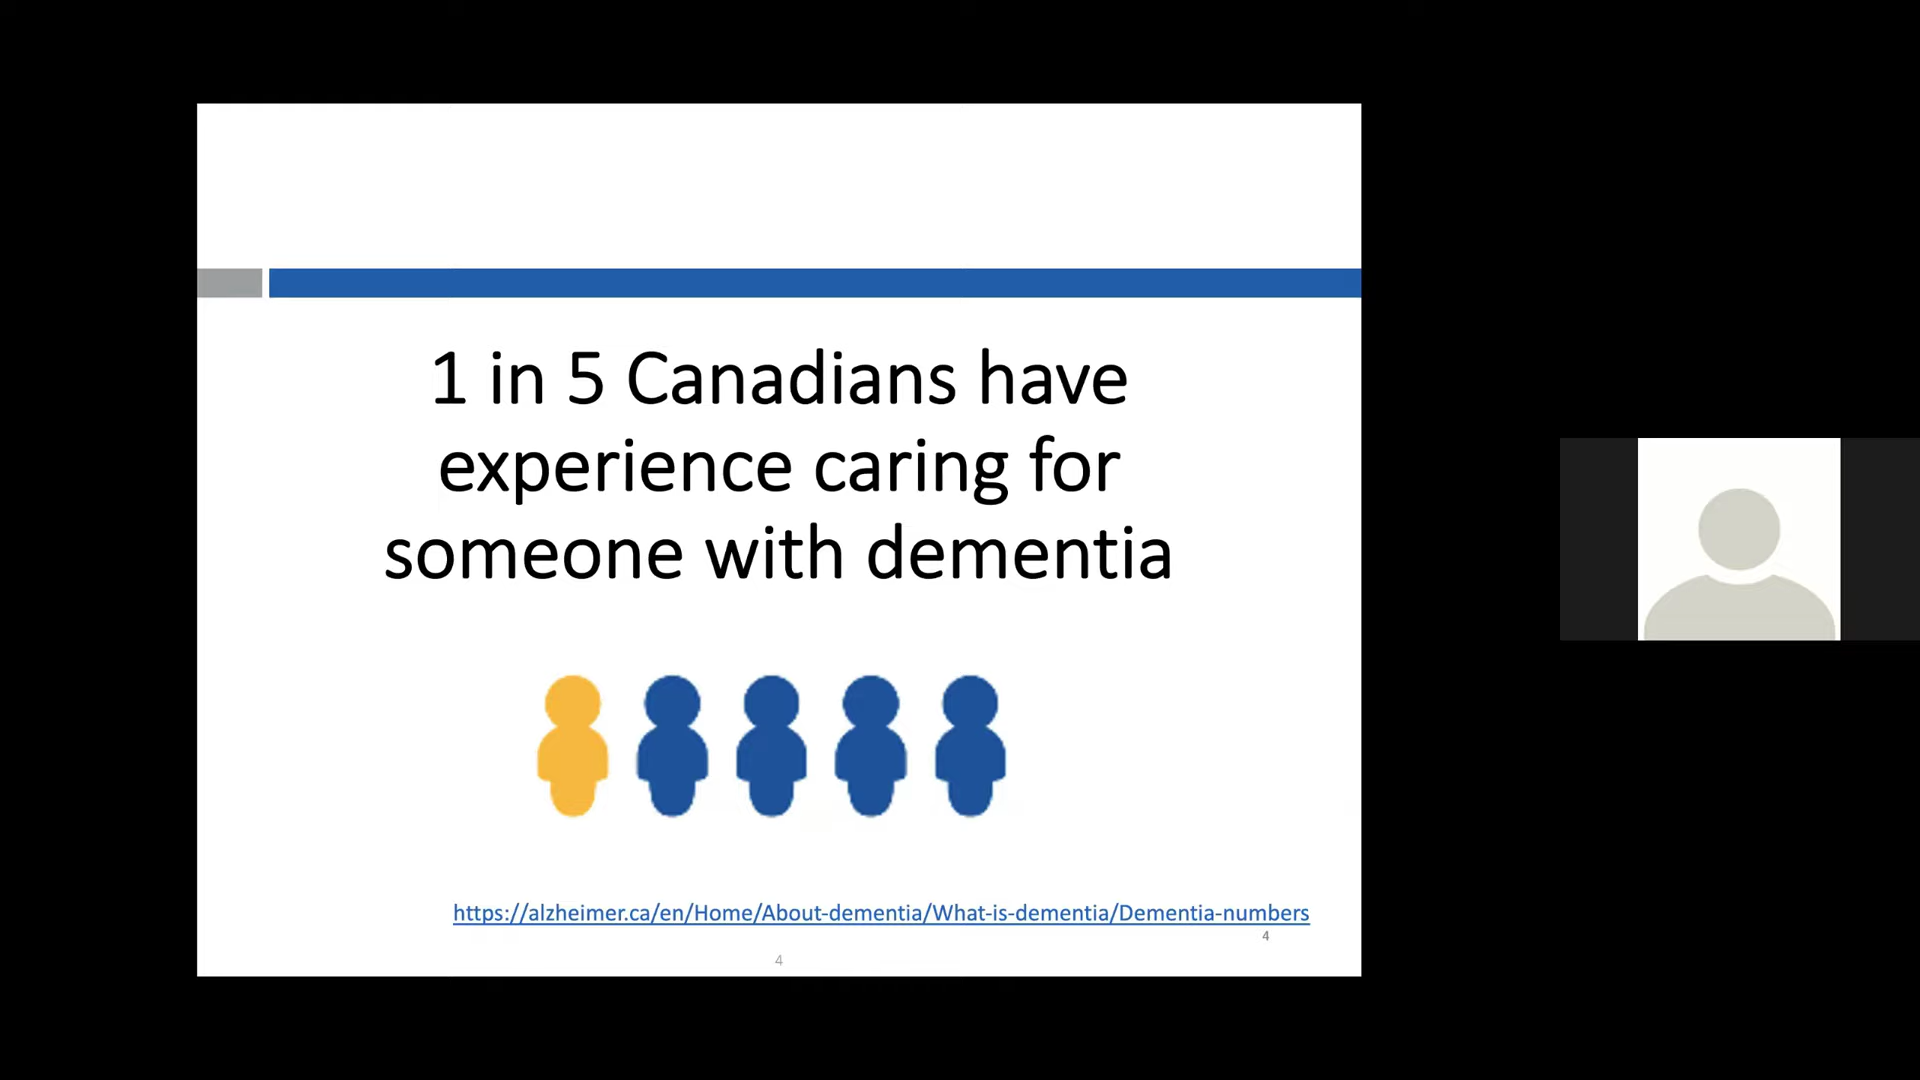 1 in 5 Canadians have
experience caring for
someone with dementia
https://alzheimer.ca/en/Home/About-dementia/What-is-dementia/Dementia-numbers
4
4